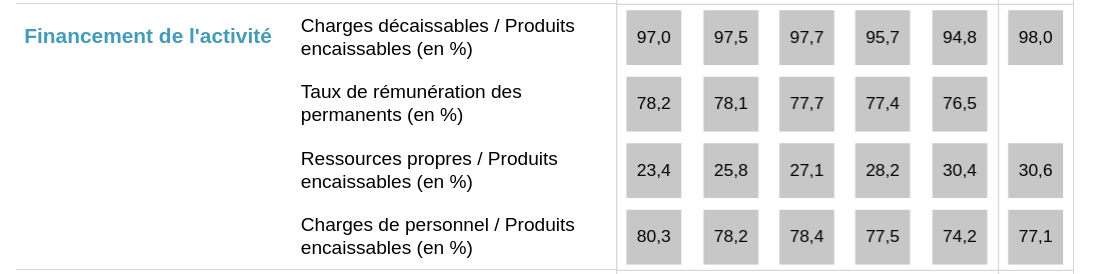 Financement de l'activité
Charges décaissables / Produits
encaissables (en %)
97,0 97,5 97,7 95,7 94,8 98,0
Taux de rémunération des
permanents (en %)
78,2 78,1 77,7 77,4 76,5
Ressources propres / Produits
encaissables (en %)
23,4 25,8 27,1 28,2 30,4 30,6
Charges de personnel / Produits
encaissables (en %)
80,3 78,2 78,4 77,5 74,2 77,1